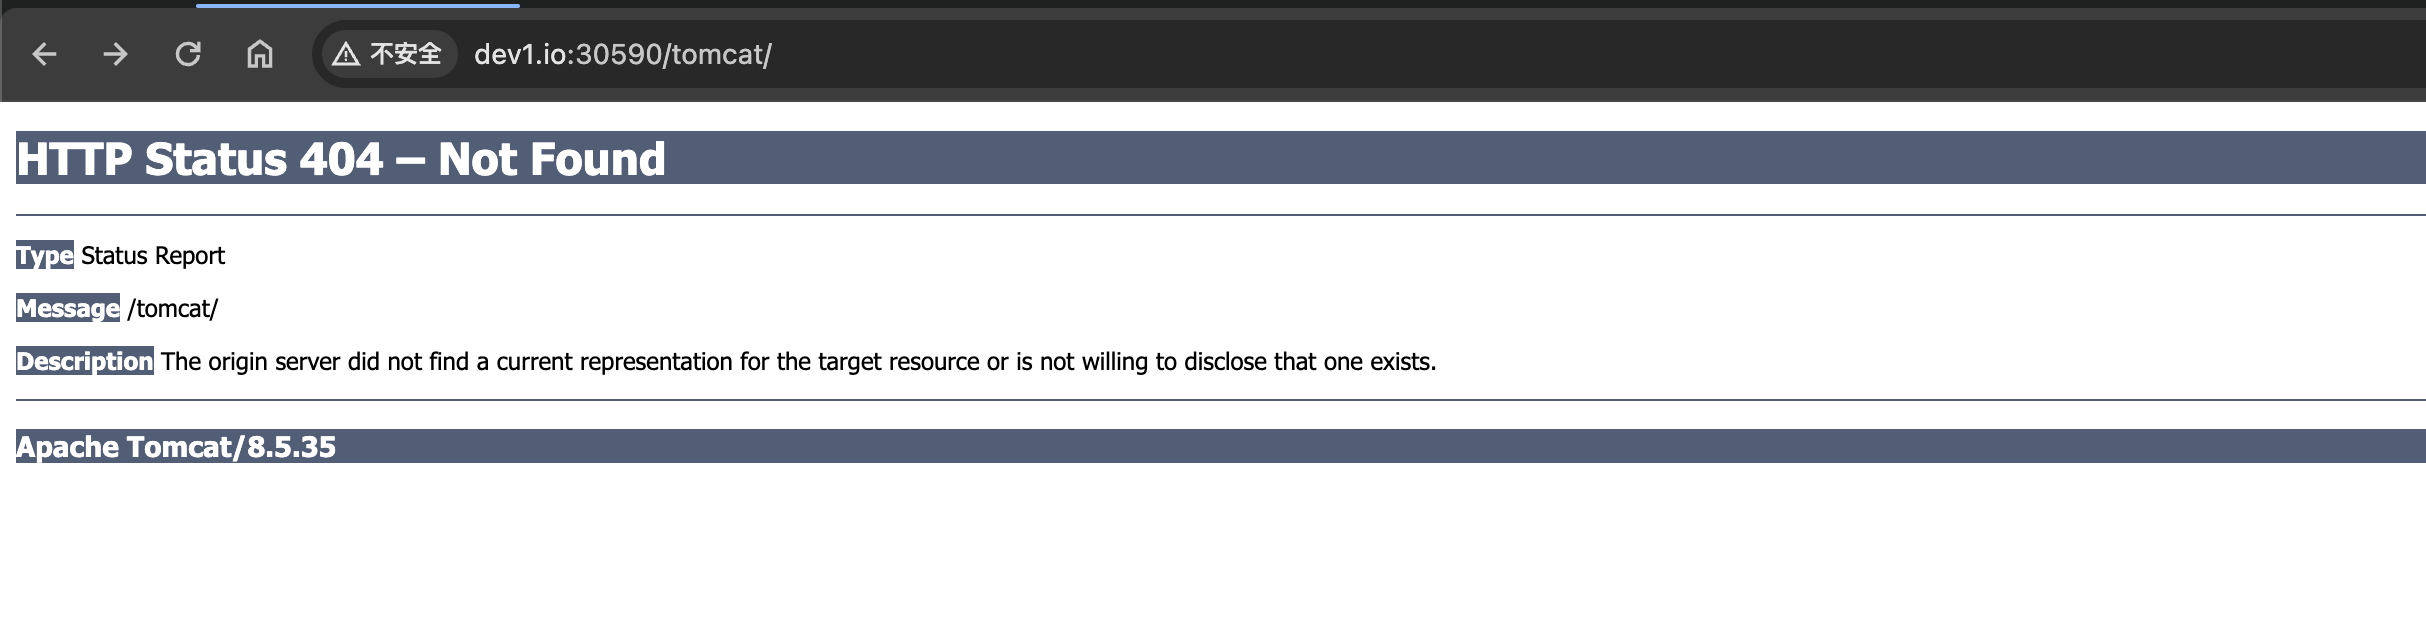 不安全 dev1.io:30590/tomcat/
HTTP Status 404 – Not Found
Type Status Report
Message /tomcat/
Description The origin server did not find a current representation for the target resource or is not willing to disclose that one exists.
Apache Tomcat/8.5.35